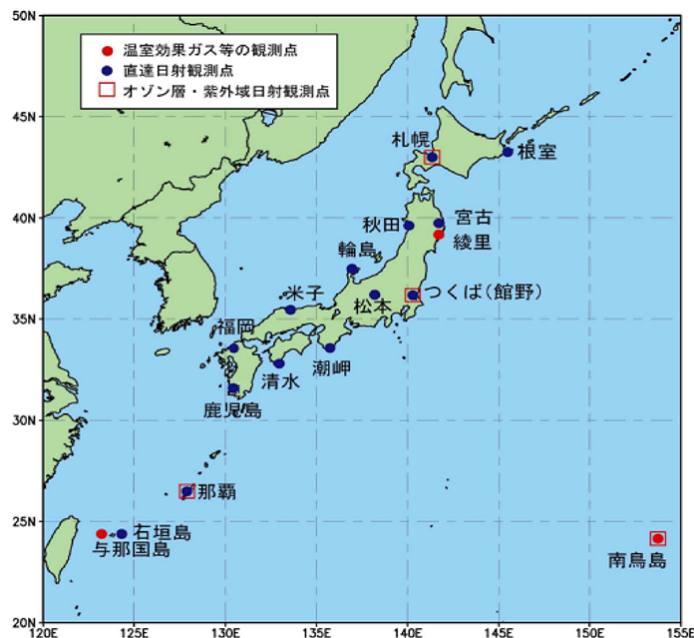 50N
温室効果ガス等の観測点
直達日射観測点
オゾン層・紫外域日射観測点
45N
札幌
根室
40N
秋田
宮古
綾里
輪島
米子
松本
つくば(館野)
35N
福岡
清水
潮岬
鹿児島
30N
那覇
25N
石垣島
与那国島
南鳥島
20N
120E 125E 130E 135E 140E 145E 150E 156E